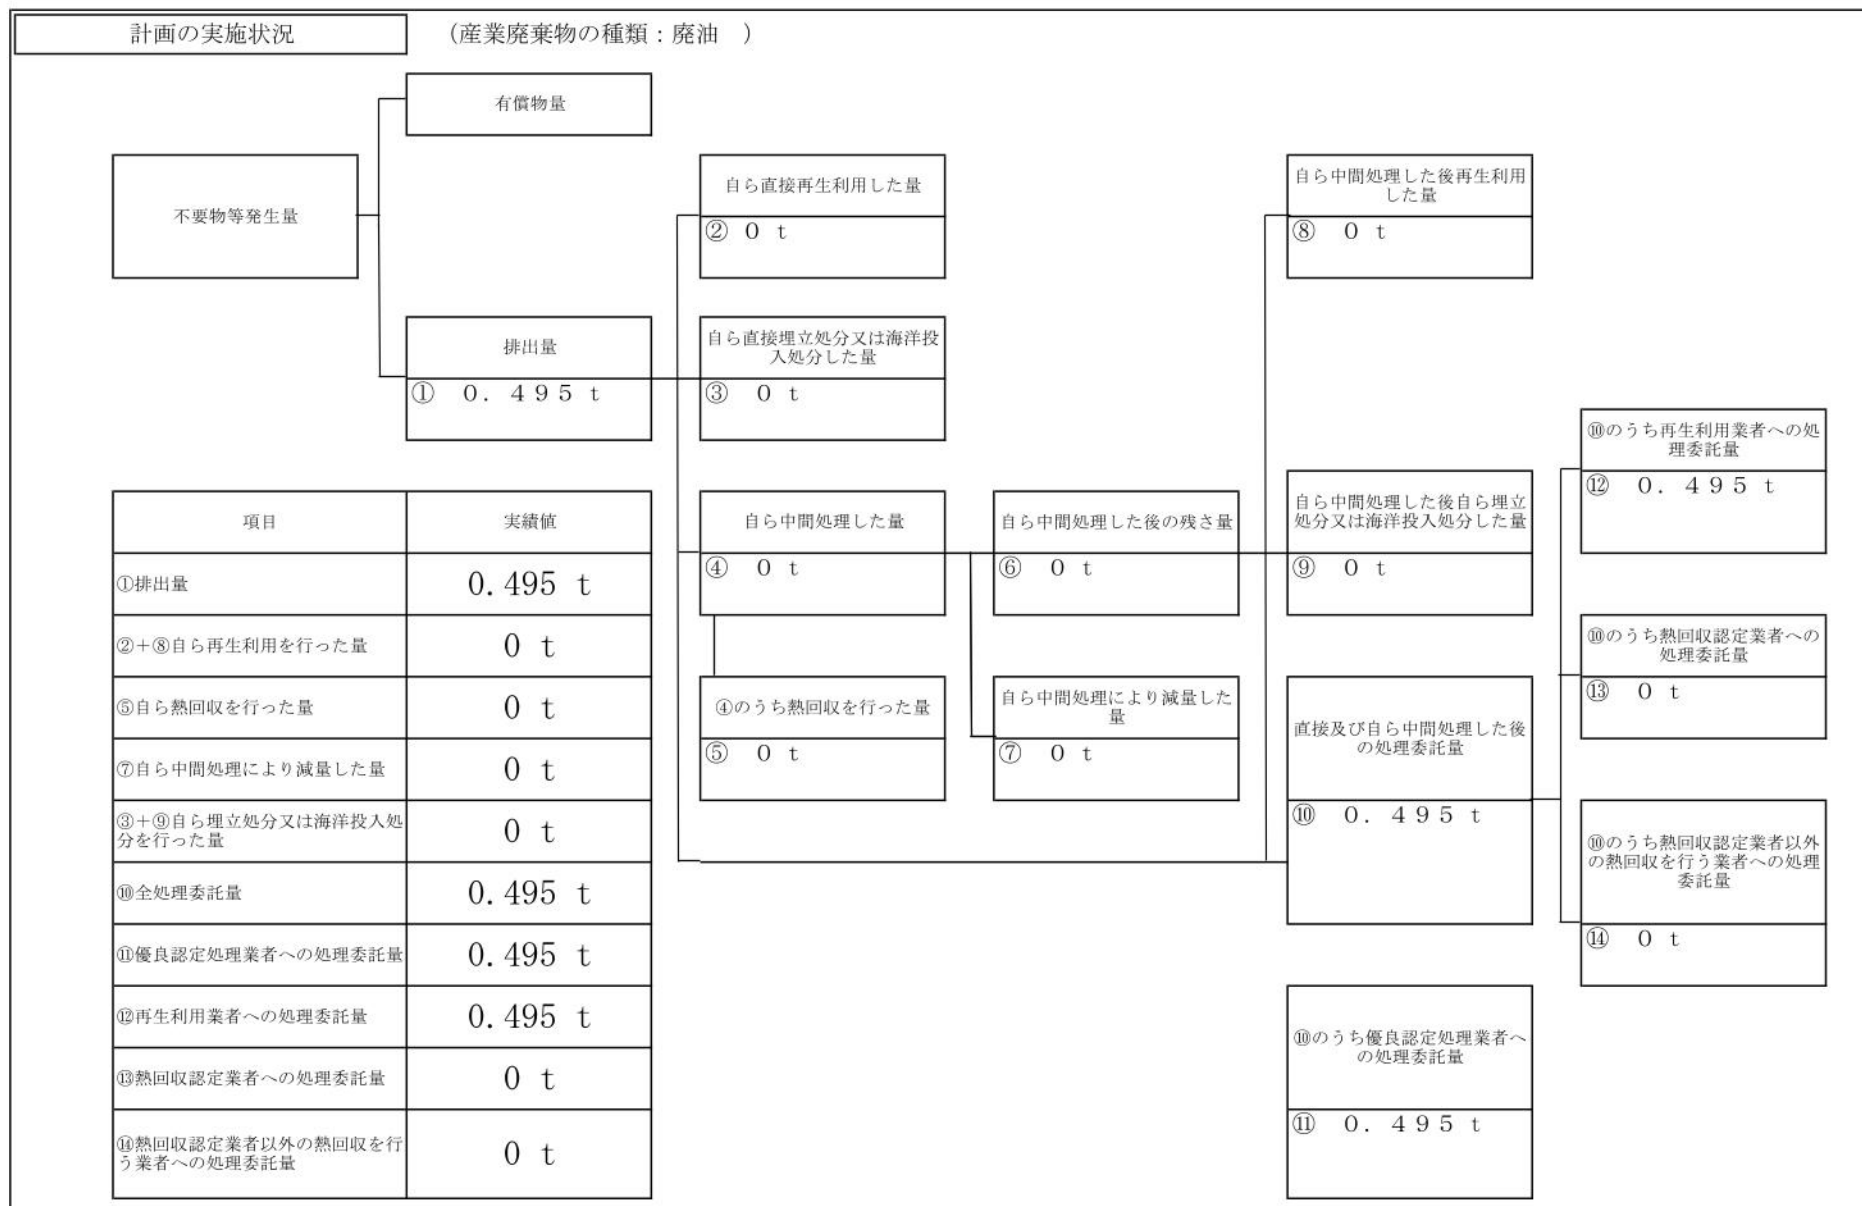 計画の実施状況
（産業廃棄物の種類：廃油　）
有償物量
不要物等発生量
自ら直接再生利用した量
② 0 t
自ら中間処理した後再生利用
した量
⑧ 0 t
排出量
① 0. 495 t
自ら直接埋立処分又は海洋投
入処分した量
③ 0 t
⑩のうち再生利用業者への処
理委託量
⑫ 0. 495 t
自ら中間処理した量
④ 0 t
自ら中間処理した後の残さ量
⑥ 0 t
自ら中間処理した後自ら埋立
処分又は海洋投入処分した量
⑨ 0 t
⑩のうち熱回収認定業者への
処理委託量
⑬ 0 t
④のうち熱回収を行った量
⑤ 0 t
自ら中間処理により減量した
量
⑦ 0 t
直接及び自ら中間処理した後
の処理委託量
⑩ 0. 495 t
⑩のうち熱回収認定業者以外
の熱回収を行う業者への処理
委託量
⑭ 0 t
⑩のうち優良認定処理業者へ
の処理委託量
⑪ 0. 495 t
項目 実績値
①排出量 0.495 t
②＋⑧自ら再生利用を行った量 0 t
⑤自ら熱回収を行った量 0 t
⑦自ら中間処理により減量した量 0 t
③＋⑨自ら埋立処分又は海洋投入処
分を行った量 0 t
⑩全処理委託量 0.495 t
⑪優良認定処理業者への処理委託量 0.495 t
⑫再生利用業者への処理委託量 0.495 t
⑬熱回収認定業者への処理委託量 0 t
⑭熱回収認定業者以外の熱回収を行
う業者への処理委託量 0 t